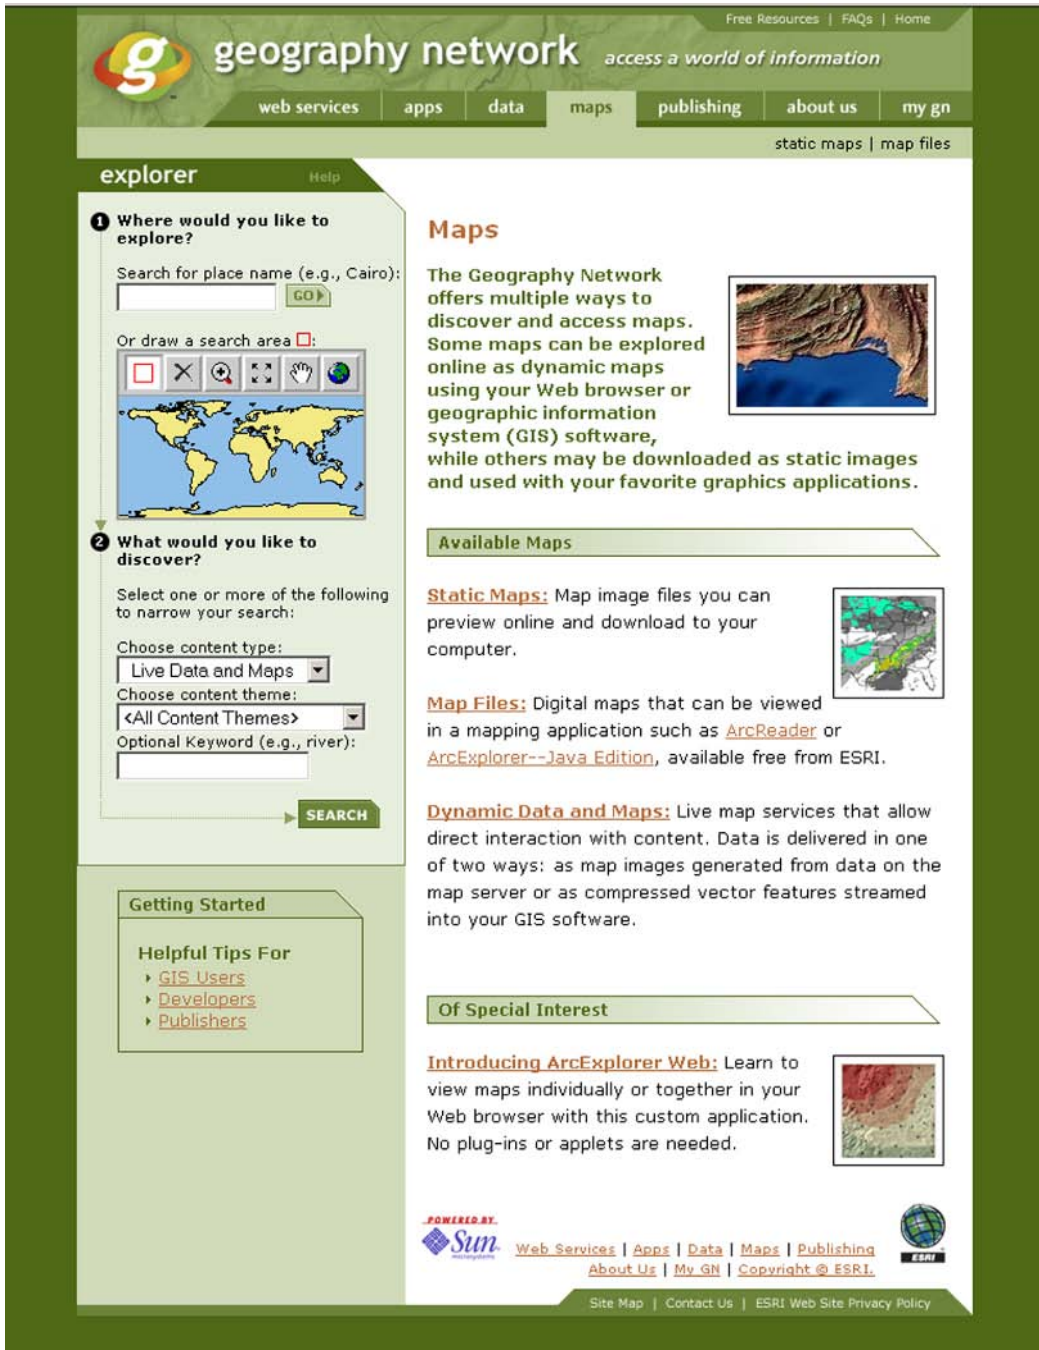 Free Resources | FAQs | Home
g
geography network access a world of information
web services apps data maps publishing about us my gn
static maps | map files
explorer Help
1 Where would you like to
explore?
Search for place name (e.g., Cairo):
GO
Or draw a search area :
2 What would you like to
discover?
Select one or more of the following
to narrow your search:
Choose content type:
Live Data and Maps
Choose content theme:
<All Content Themes>
Optional Keyword (e.g., river):
SEARCH
Getting Started
Helpful Tips For
GIS Users
Developers
Publishers
Maps
The Geography Network
offers multiple ways to
discover and access maps.
Some maps can be explored
online as dynamic maps
using your Web browser or
geographic information
system (GIS) software,
while others may be downloaded as static images
and used with your favorite graphics applications.
Available Maps
Static Maps: Map image files you can
preview online and download to your
computer.
Map Files: Digital maps that can be viewed
in a mapping application such as ArcReader or
ArcExplorer--Java Edition, available free from ESRI.
Dynamic Data and Maps: Live map services that allow
direct interaction with content. Data is delivered in one
of two ways: as map images generated from data on the
map server or as compressed vector features streamed
into your GIS software.
Of Special Interest
Introducing ArcExplorer Web: Learn to
view maps individually or together in your
Web browser with this custom application.
No plug-ins or applets are needed.
POWERED BY
Sun
microsystems
Web Services | Apps | Data | Maps | Publishing
About Us | My GN | Copyright © ESRI.
ESRI
Site Map | Contact Us | ESRI Web Site Privacy Policy